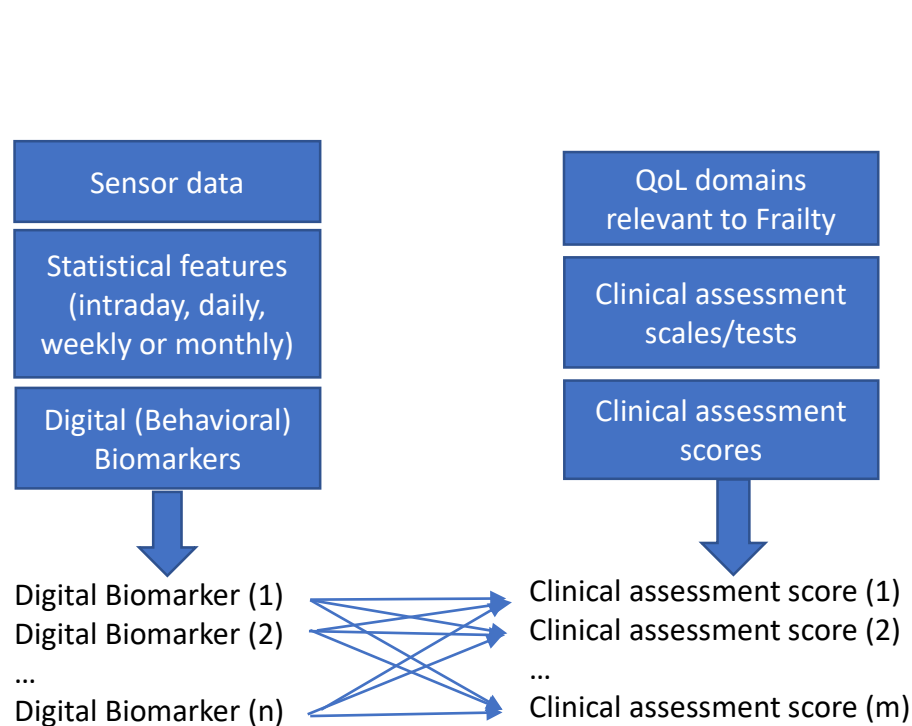 Sensor data
Statistical features
(intraday, daily,
weekly or monthly)
Digital (Behavioral)
Biomarkers
Digital Biomarker (1)
Digital Biomarker (2)
...
Digital Biomarker (n)
QoL domains
relevant to Frailty
Clinical assessment
scales/tests
Clinical assessment
scores
Clinical assessment score (1)
Clinical assessment score (2)
...
Clinical assessment score (m)